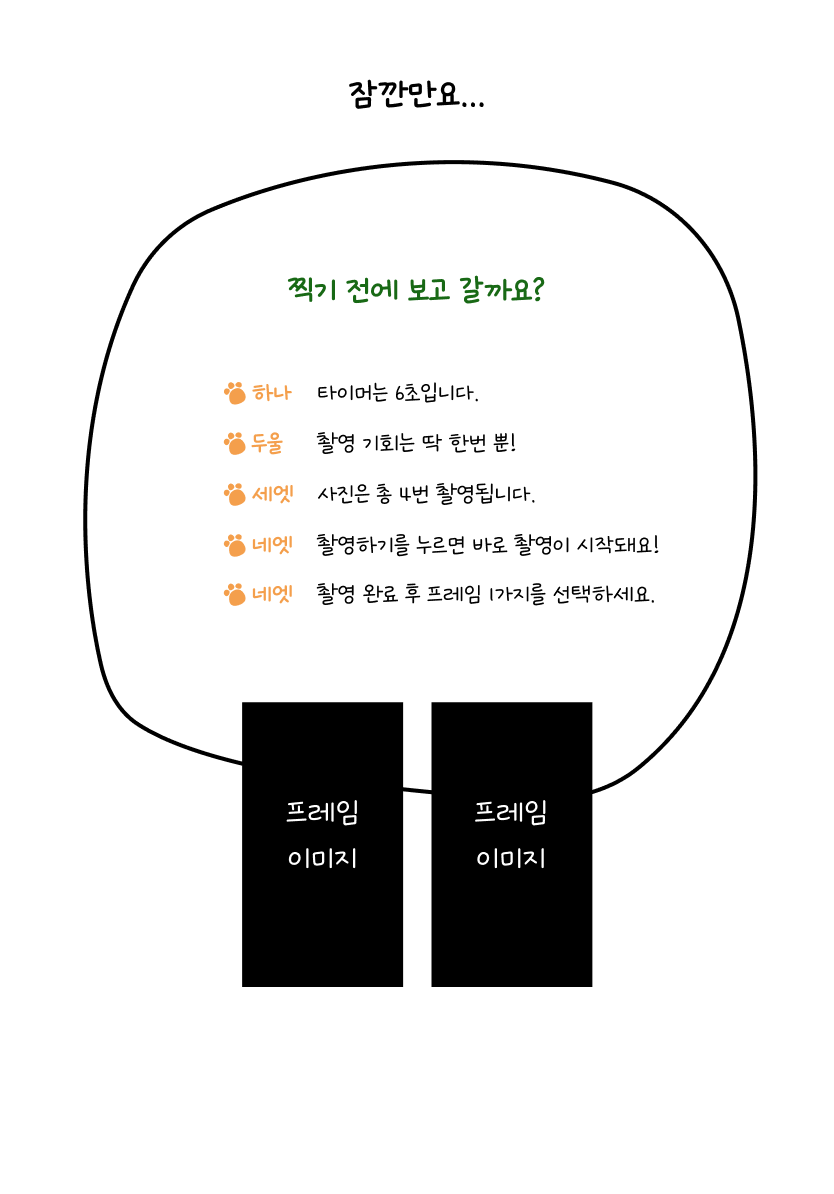 잠깐만요...
찍기 전에 보고 갈까요?
하나 타이머는 6초입니다.
두울 촬영 기회는 딱 한번 뿐!
세엣 사진은 총 4번 촬영됩니다.
네엣 촬영하기를 누르면 바로 촬영이 시작돼요!
네엣 촬영 완료 후 프레임 1가지를 선택하세요.
프레임
이미지
프레임
이미지